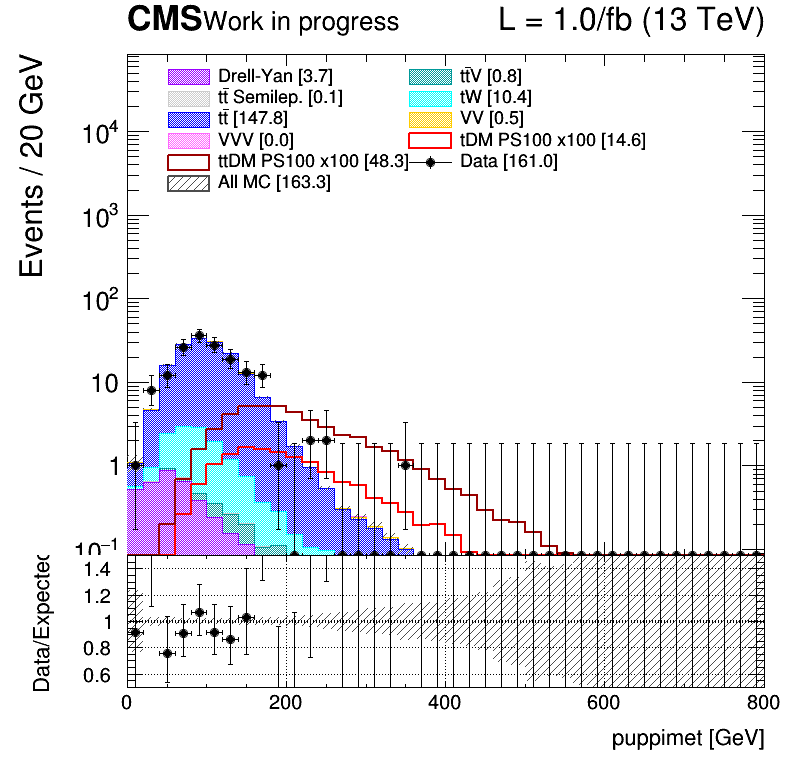 CMS Work in progress L = 1.0/fb (13 TeV)
Events / 20 GeV
Drell-Yan [3.7] tt̄V [0.8]
tt̄ Semilep. [0.1] tW [10.4]
tt̄ [147.8] VV [0.5]
VVV [0.0] tDM PS100 x100 [14.6]
ttDM PS100 x100 [48.3] Data [161.0]
All MC [163.3]
10⁴
10³
10²
10
1
10⁻¹
Data/Expected
1.4
1.2
1
0.8
0.6
0 200 400 600 800
puppimet [GeV]